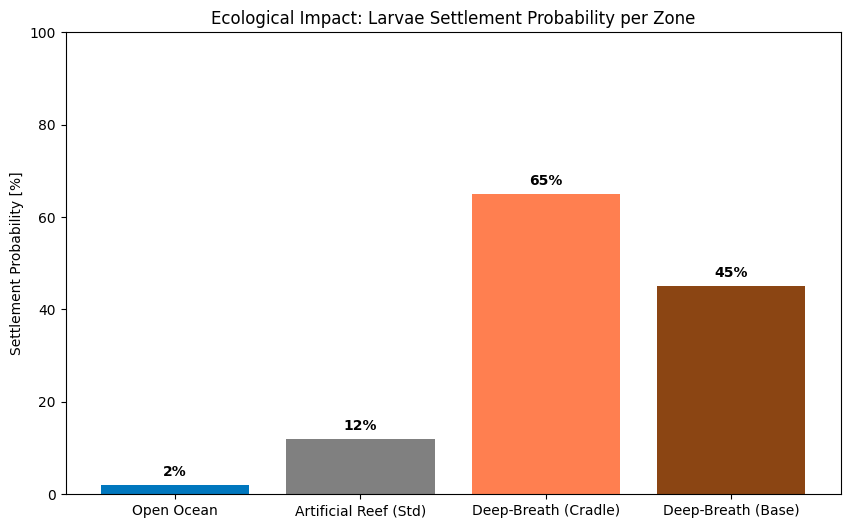 Ecological Impact: Larvae Settlement Probability per Zone
Settlement Probability [%]
100
80
60
40
20
0
2%
12%
65%
45%
Open Ocean
Artificial Reef (Std)
Deep-Breath (Cradle)
Deep-Breath (Base)